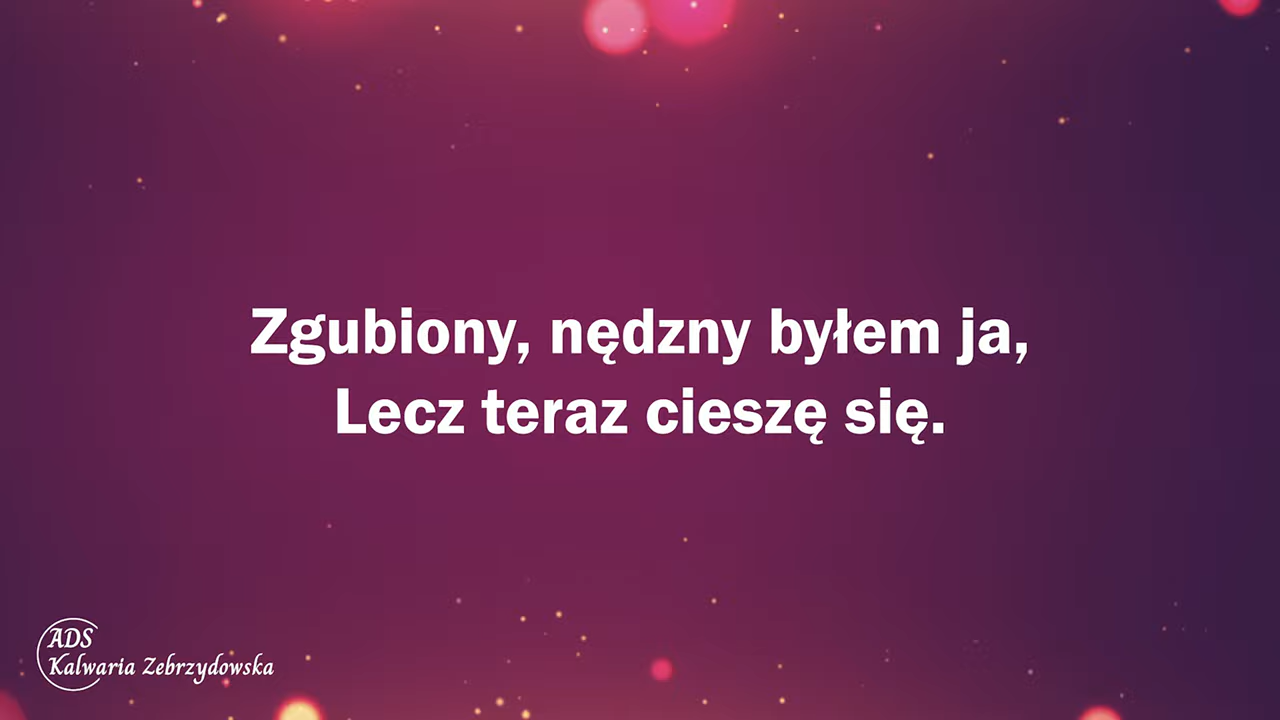 Zgubiony, nędzny byłem ja,
Lecz teraz cieszę się.
ADS
Kalwaria Zebrzydowska